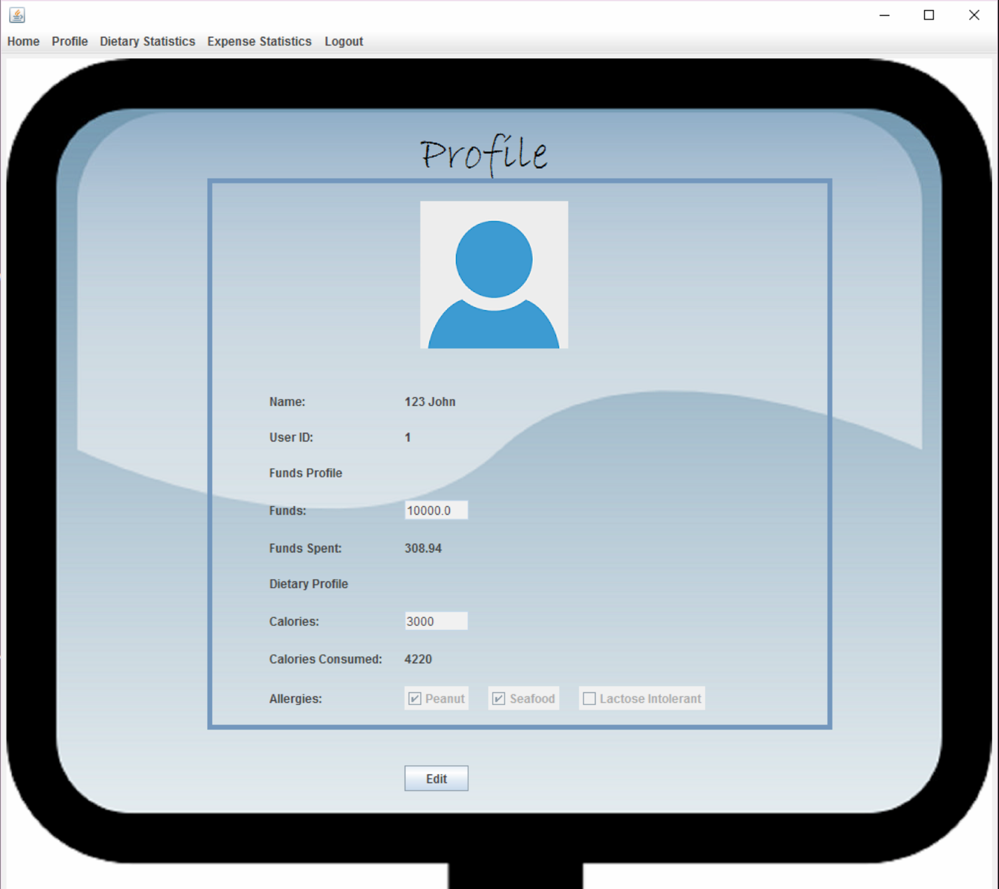 Home Profile Dietary Statistics Expense Statistics Logout
Profile
Name: 123 John
User ID: 1
Funds Profile
Funds: 10000.0
Funds Spent: 308.94
Dietary Profile
Calories: 3000
Calories Consumed: 4220
Allergies: Peanut Seafood Lactose Intolerant
Edit